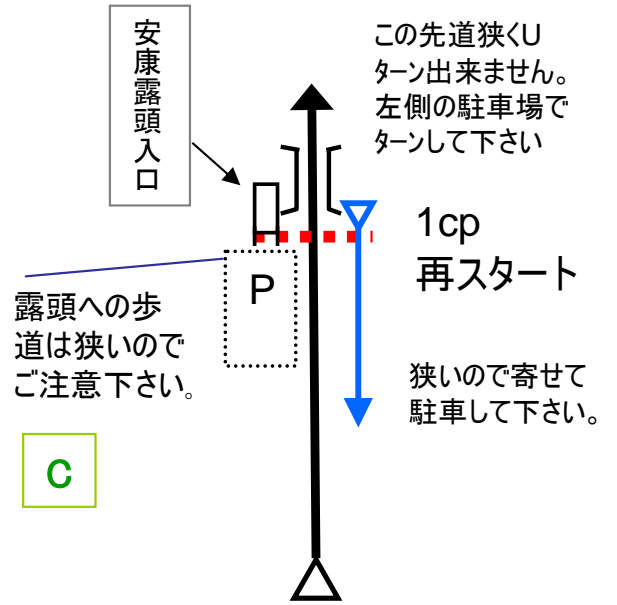 安康露頭入口
この先道狭くU
ターン出来ません。
左側の駐車場で
ターンして下さい
1cp
再スタート
P
露頭への歩
道は狭いので
ご注意下さい。
狭いので寄せて
駐車して下さい。
C